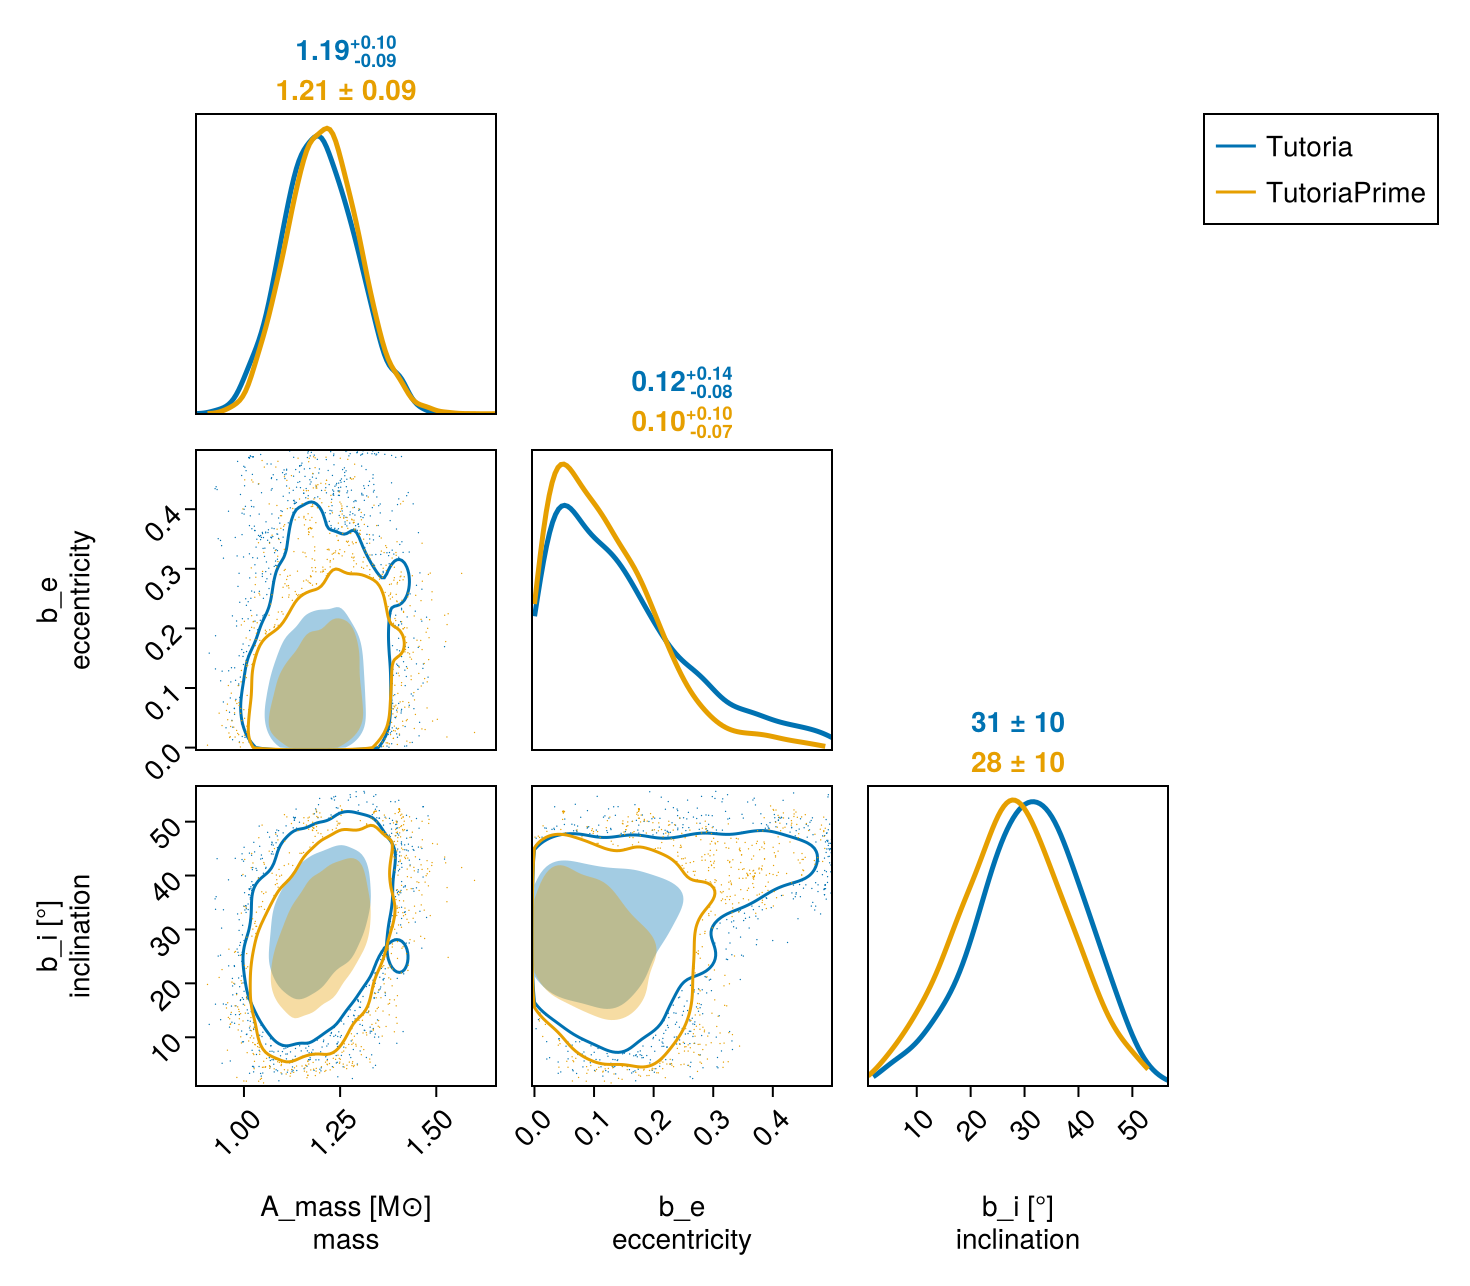 1.19+0.10
-0.09
1.21 ± 0.09
Tutoria
TutoriaPrime
0.12+0.14
-0.08
0.10+0.10
-0.07
b_e
eccentricity
0.4
0.3
0.2
0.1
0.0
31 ± 10
28 ± 10
b_i [°]
inclination
50
40
30
20
10
1.00 1.25 1.50
0.0 0.1 0.2 0.3 0.4
10 20 30 40 50
A_mass [M⊙]
mass
b_e
eccentricity
b_i [°]
inclination